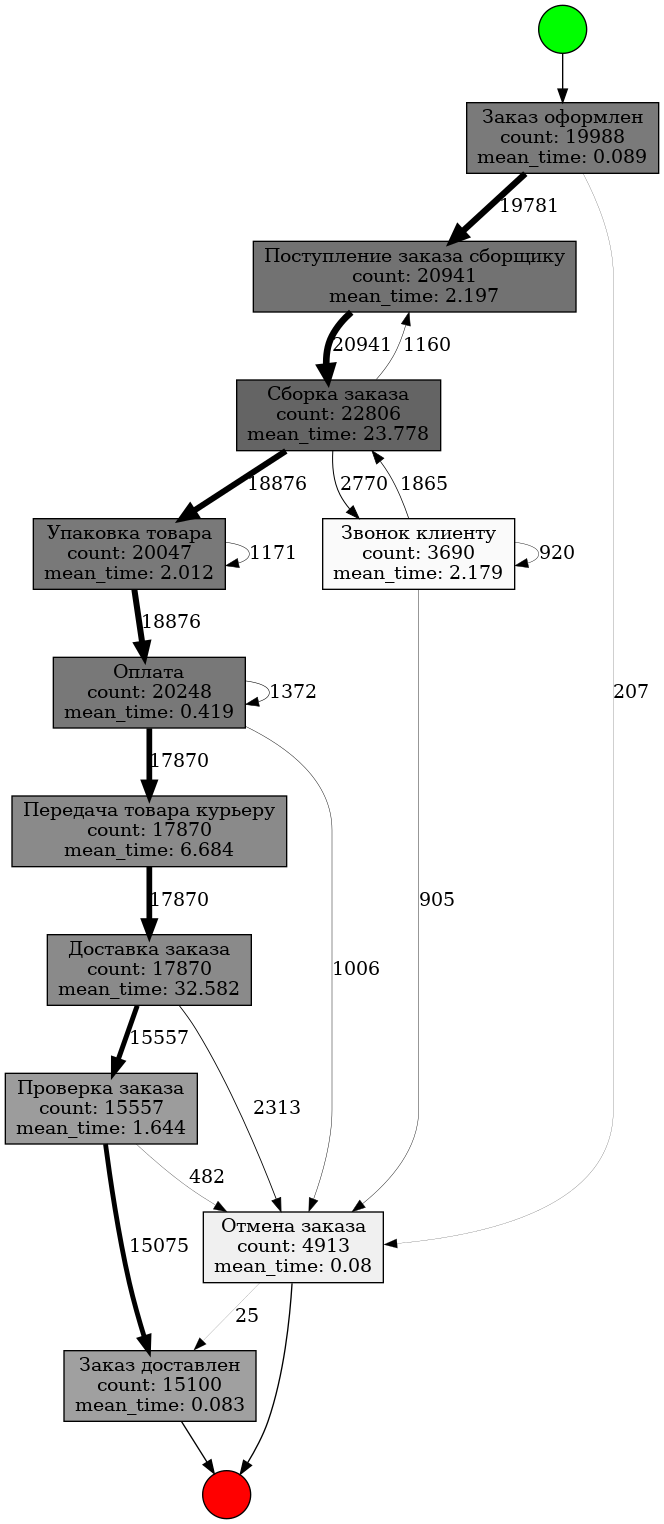 Заказ оформлен
count: 19988
mean_time: 0.089
19781
Поступление заказа сборщику
count: 20941
mean_time: 2.197
20941
1160
Сборка заказа
count: 22806
mean_time: 23.778
18876
2770
1865
Упаковка товара
count: 20047
mean_time: 2.012
1171
Звонок клиенту
count: 3690
mean_time: 2.179
920
18876
Оплата
count: 20248
mean_time: 0.419
1372
207
17870
Передача товара курьеру
count: 17870
mean_time: 6.684
17870
905
Доставка заказа
count: 17870
mean_time: 32.582
1006
15557
Проверка заказа
count: 15557
mean_time: 1.644
2313
482
Отмена заказа
count: 4913
mean_time: 0.08
15075
25
Заказ доставлен
count: 15100
mean_time: 0.083